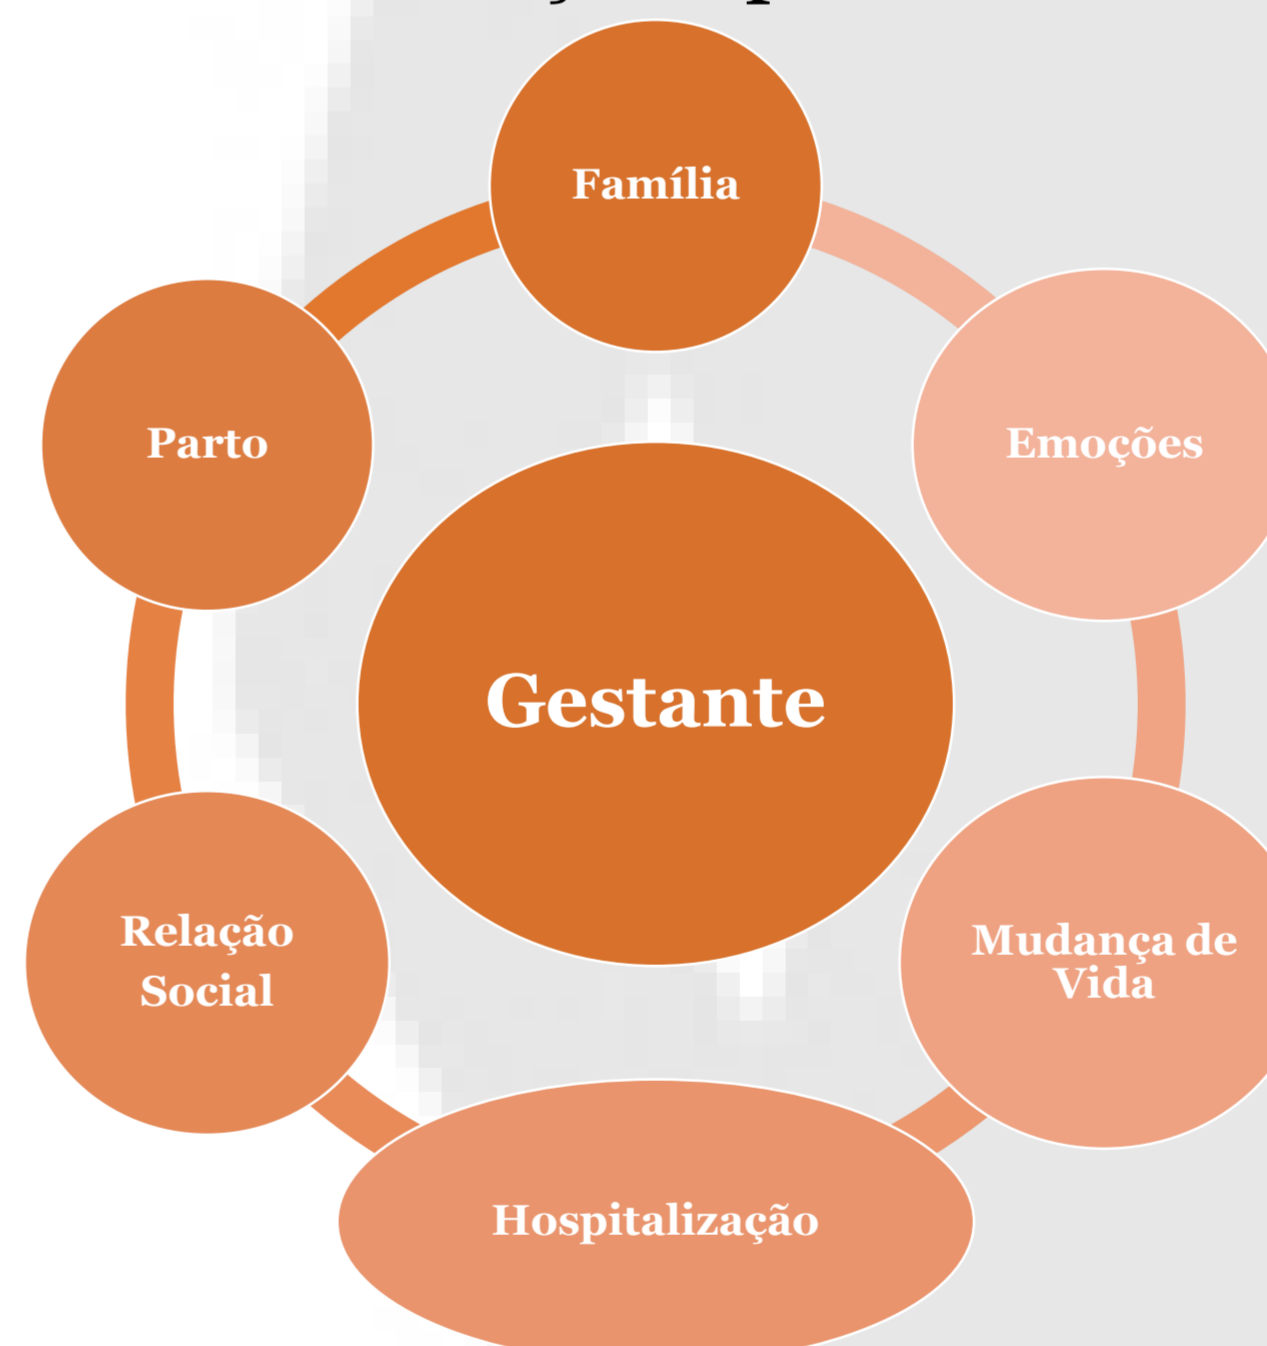 Família
Emoções
Parto
Gestante
Mudança de
Vida
Relação
Social
Hospitalização